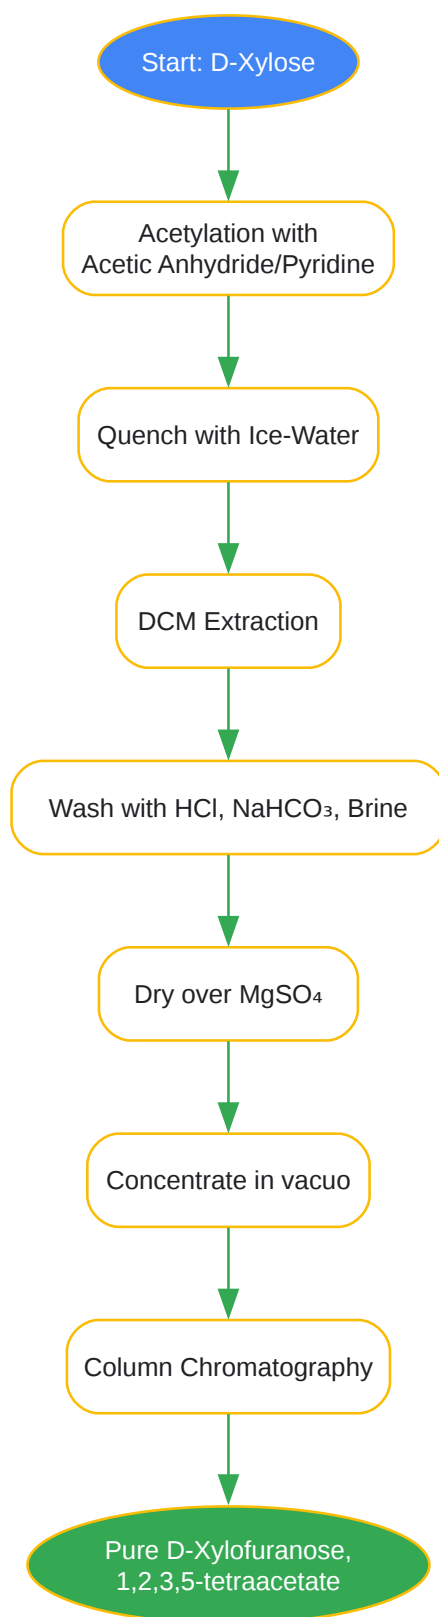 Start: D-Xylose
Acetylation with
Acetic Anhydride/Pyridine
Quench with Ice-Water
DCM Extraction
Wash with HCl, NaHCO₃, Brine
Dry over MgSO₄
Concentrate in vacuo
Column Chromatography
Pure D-Xylofuranose,
1,2,3,5-tetraacetate